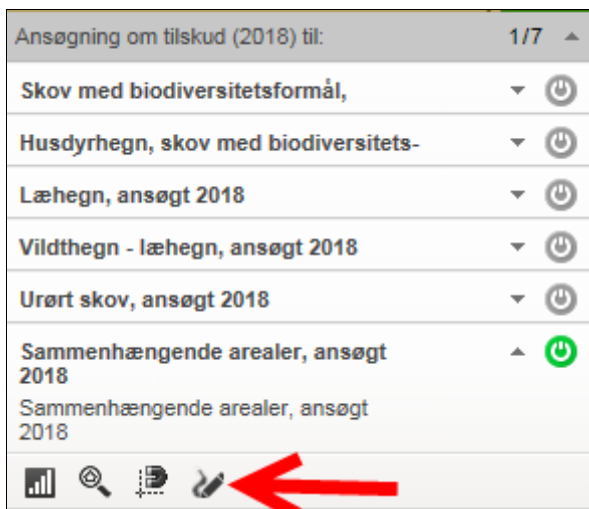 Ansøgning om tilskud (2018) til: 1/7
Skov med biodiversitetsformål,
Husdyrhegn, skov med biodiversitets-
Læhegn, ansøgt 2018
Vildthegn - læhegn, ansøgt 2018
Urørt skov, ansøgt 2018
Sammenhængende arealer, ansøgt
2018
Sammenhængende arealer, ansøgt
2018